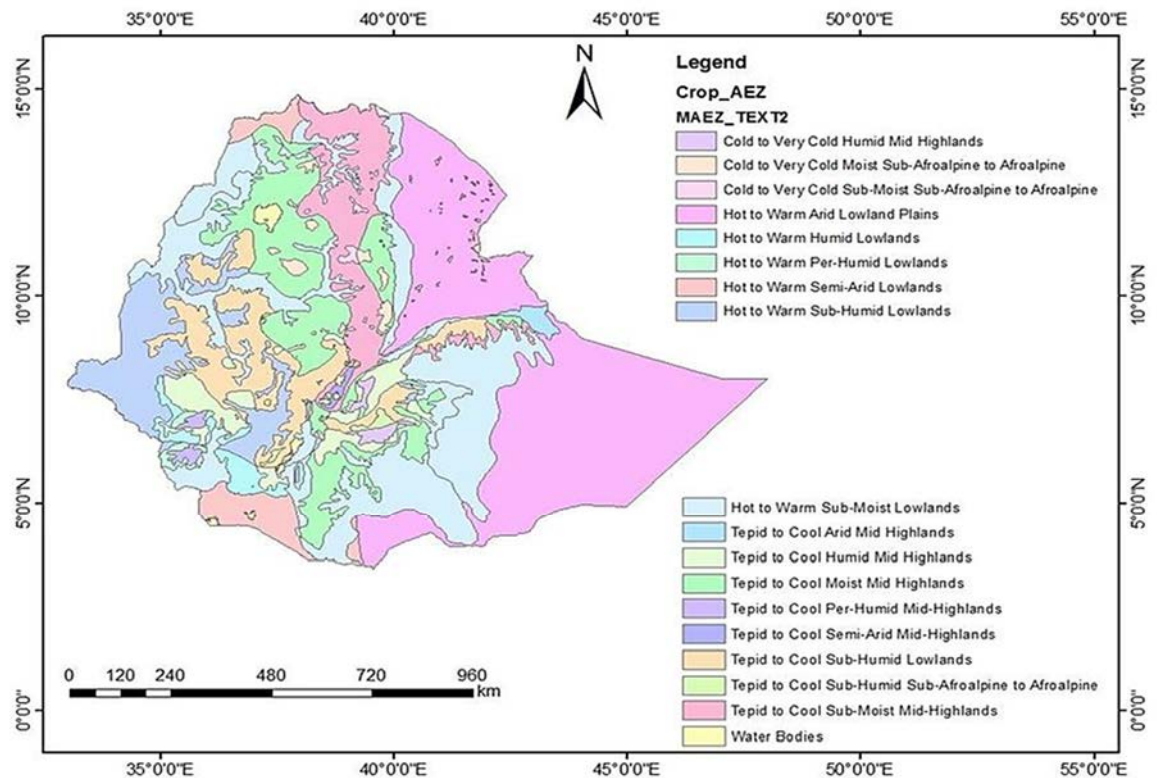 35°0'0"E 40°0'0"E 45°0'0"E 50°0'0"E 55°0'0"E
15°0'0"N
10°0'0"N
5°0'0"N
0°0'0"
N
Legend
Crop_AEZ
MAEZ_TEXT2
Cold to Very Cold Humid Mid Highlands
Cold to Very Cold Moist Sub-Afroalpine to Afroalpine
Cold to Very Cold Sub-Moist Sub-Afroalpine to Afroalpine
Hot to Warm Arid Lowland Plains
Hot to Warm Humid Lowlands
Hot to Warm Per-Humid Lowlands
Hot to Warm Semi-Arid Lowlands
Hot to Warm Sub-Humid Lowlands
Hot to Warm Sub-Moist Lowlands
Tepid to Cool Arid Mid Highlands
Tepid to Cool Humid Mid Highlands
Tepid to Cool Moist Mid Highlands
Tepid to Cool Per-Humid Mid-Highlands
Tepid to Cool Semi-Arid Mid-Highlands
Tepid to Cool Sub-Humid Lowlands
Tepid to Cool Sub-Humid Sub-Afroalpine to Afroalpine
Tepid to Cool Sub-Moist Mid-Highlands
Water Bodies
0 120 240 480 720 960
km
15°0'0"N
10°0'0"N
5°0'0"N
0°0'0"
35°0'0"E 40°0'0"E 45°0'0"E 50°0'0"E 55°0'0"E